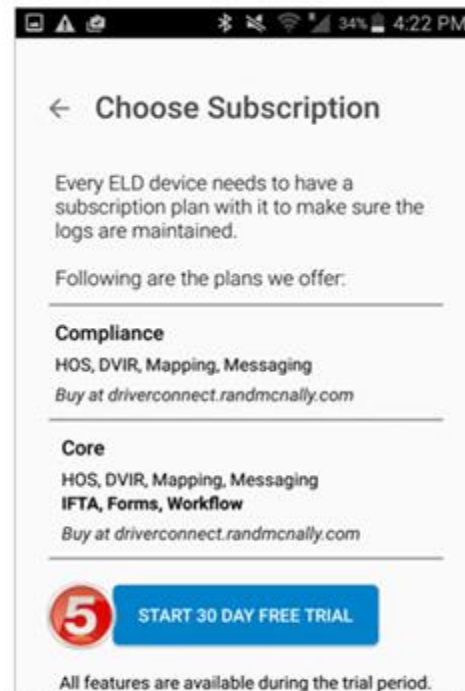 34% 4:22 PM
← Choose Subscription
Every ELD device needs to have a
subscription plan with it to make sure the
logs are maintained.
Following are the plans we offer:
Compliance
HOS, DVIR, Mapping, Messaging
Buy at driverconnect.randmcnally.com
Core
HOS, DVIR, Mapping, Messaging
IFTA, Forms, Workflow
Buy at driverconnect.randmcnally.com
5 START 30 DAY FREE TRIAL
All features are available during the trial period.